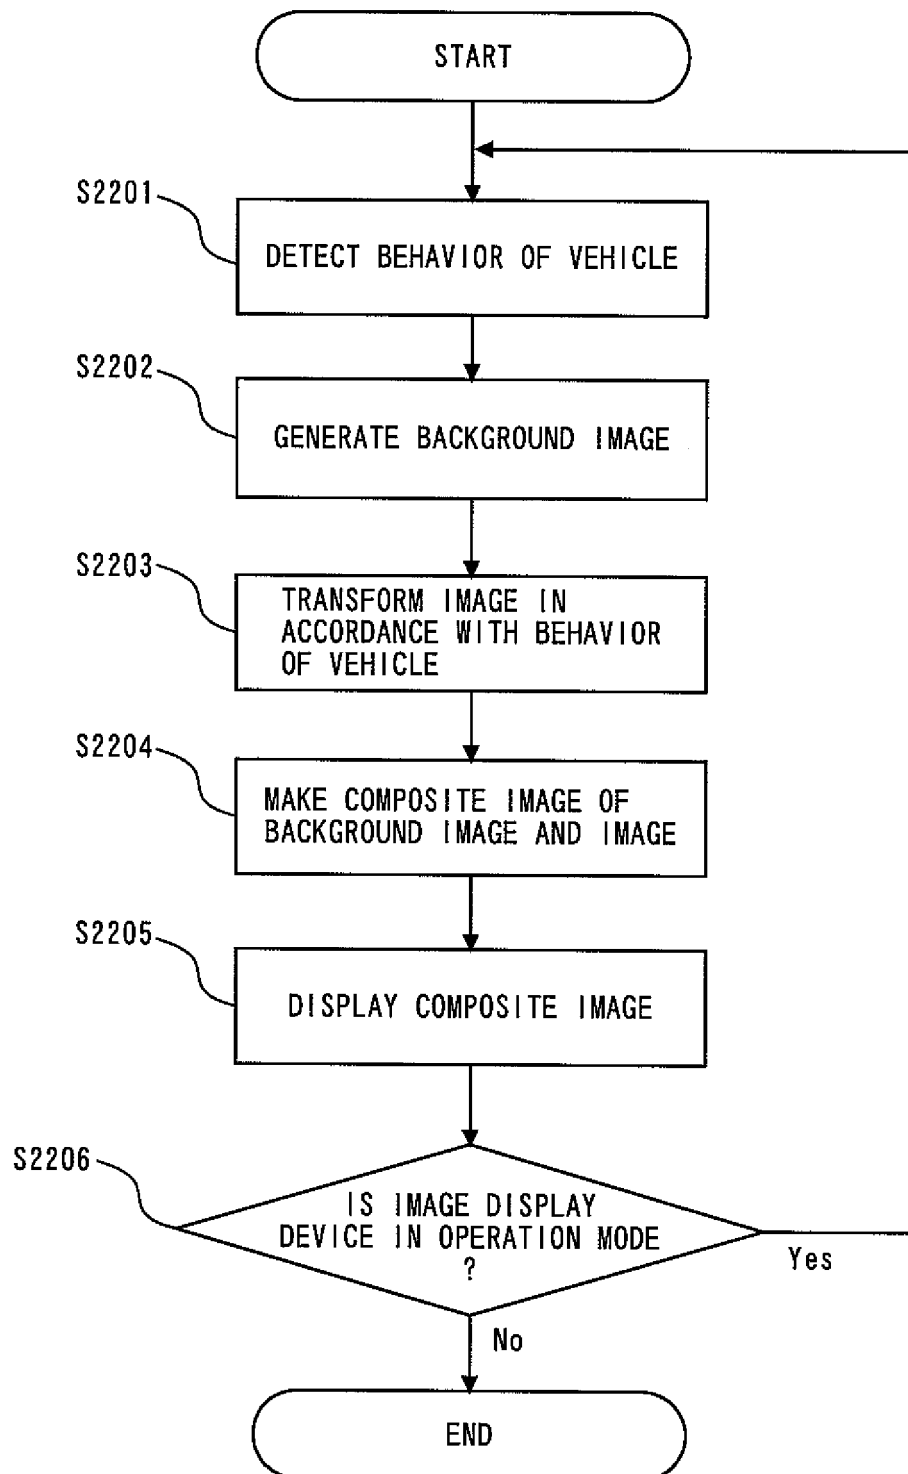 START
S2201
DETECT BEHAVIOR OF VEHICLE
S2202
GENERATE BACKGROUND IMAGE
S2203
TRANSFORM IMAGE IN
ACCORDANCE WITH BEHAVIOR
OF VEHICLE
S2204
MAKE COMPOSITE IMAGE OF
BACKGROUND IMAGE AND IMAGE
S2205
DISPLAY COMPOSITE IMAGE
S2206
IS IMAGE DISPLAY
DEVICE IN OPERATION MODE
?
Yes
No
END